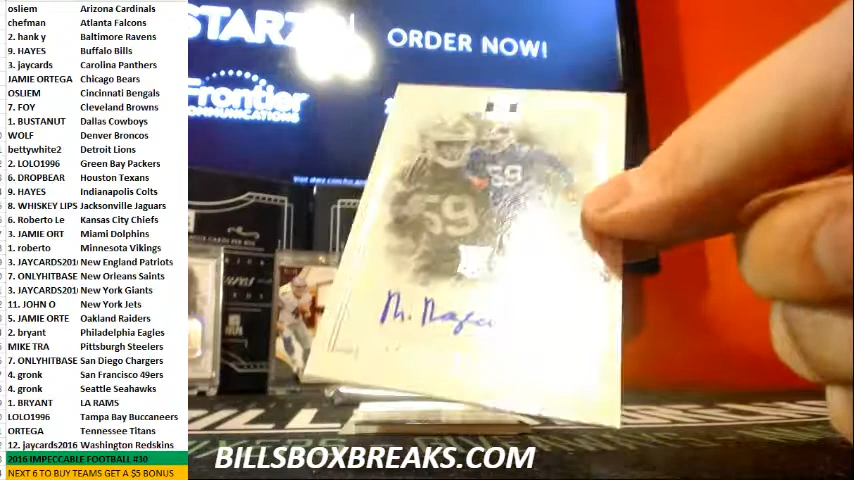 osliem Arizona Cardinals
chefman Atlanta Falcons
2. hank y Baltimore Ravens
9. HAYES Buffalo Bills
3. jaycards Carolina Panthers
JAMIE ORTEGA Chicago Bears
OSLIEM Cincinnati Bengals
7. FOY Cleveland Browns
1. BUSTANUT Dallas Cowboys
WOLF Denver Broncos
bettywhite2 Detroit Lions
2. LOLO1996 Green Bay Packers
6. DROPBEAR Houston Texans
9. HAYES Indianapolis Colts
8. WHISKEY LIPS Jacksonville Jaguars
6. Roberto Le Kansas City Chiefs
3. JAMIE ORT Miami Dolphins
1. roberto Minnesota Vikings
3. JAYCARDS201 New England Patriots
7. ONLYHITBASE New Orleans Saints
3. JAYCARDS201 New York Giants
11. JOHN O New York Jets
5. JAMIE ORTE Oakland Raiders
2. bryant Philadelphia Eagles
MIKE TRA Pittsburgh Steelers
7. ONLYHITBASE San Diego Chargers
4. gronk San Francisco 49ers
4. gronk Seattle Seahawks
1. BRYANT LA RAMS
LOLO1996 Tampa Bay Buccaneers
ORTEGA Tennessee Titans
12. jaycards2016 Washington Redskins
2016 IMPECCABLE FOOTBALL #30
NEXT 6 TO BUY TEAMS GET A $5 BONUS
STARZ
ORDER NOW!
Frontier
COMMUNICATIONS
59
59
BILLSBOXBREAKS.COM